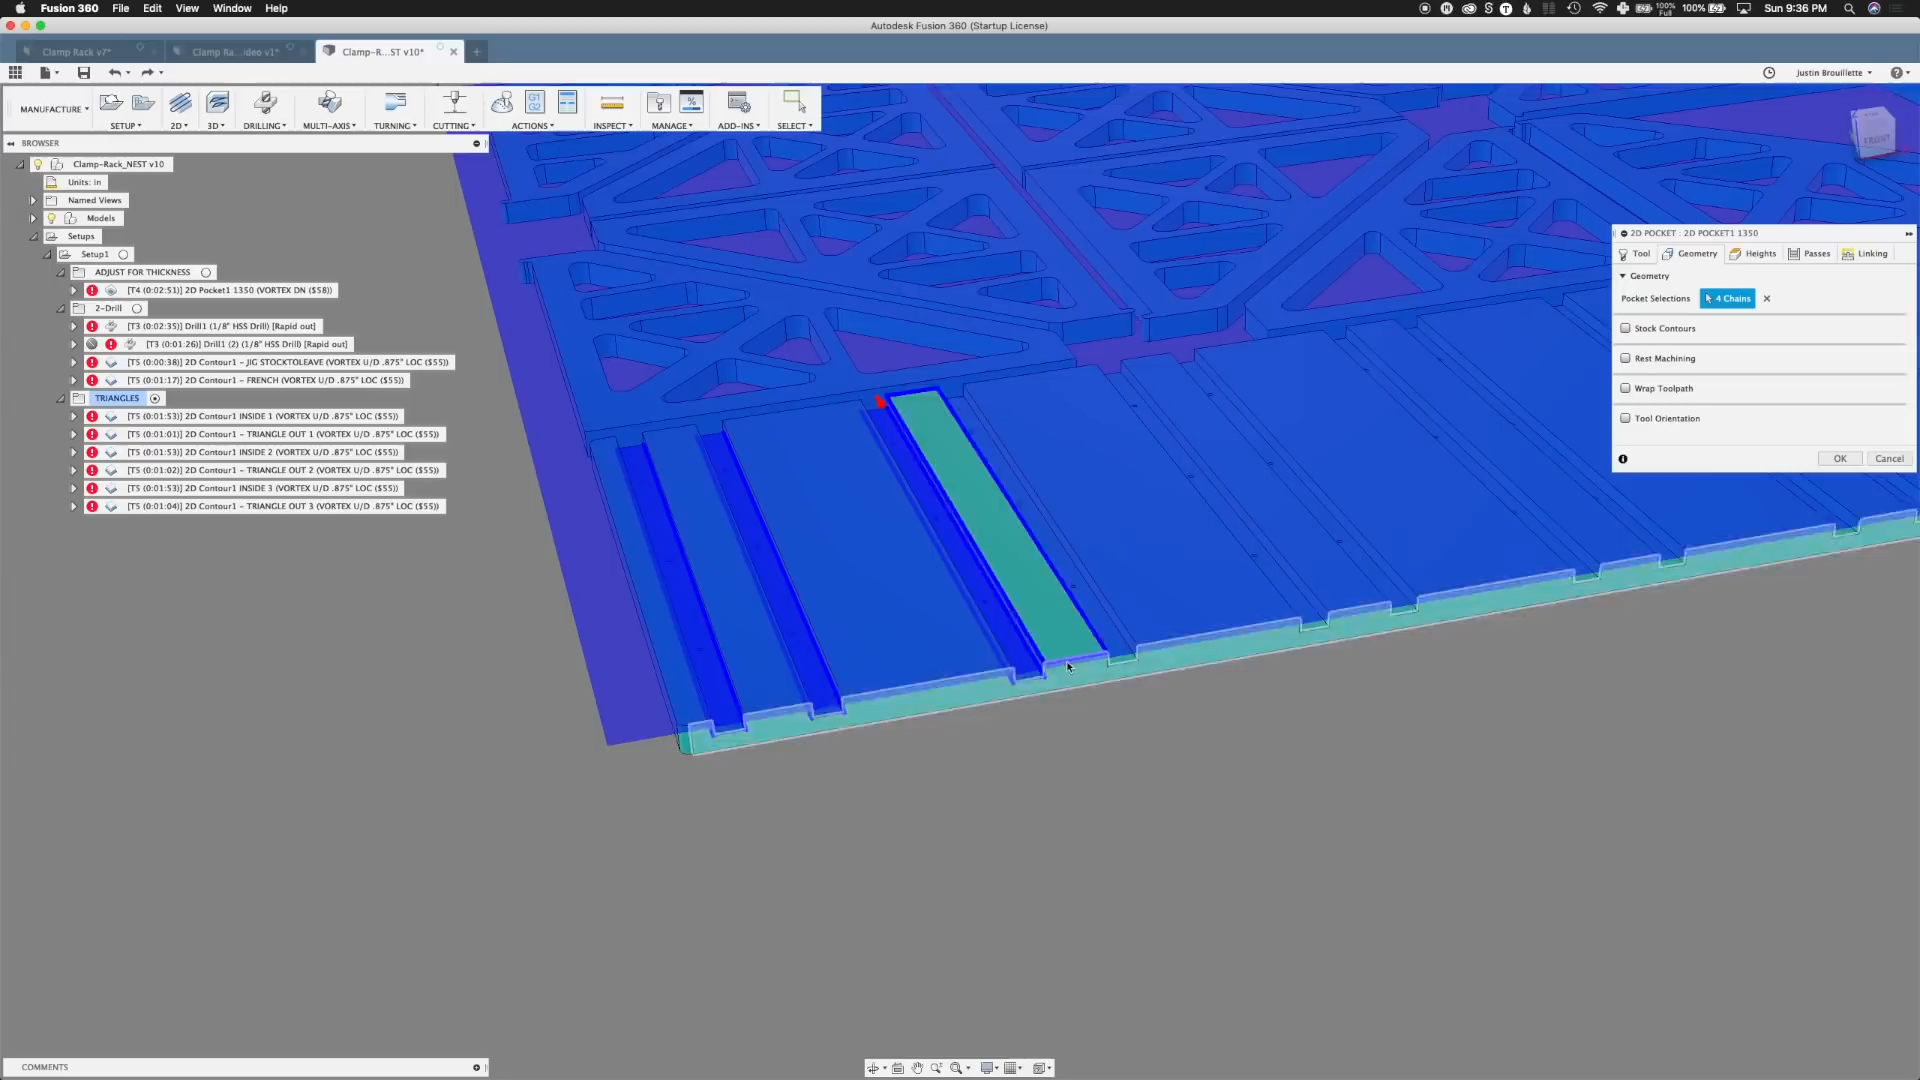 Fusion 360 File Edit View Window Help
100% Full 100% Sun 9:36 PM
Autodesk Fusion 360 (Startup License)
Clamp Rack v7* Clamp Ra...ideo v1* Clamp-R...ST v10*
Justin Brouillette
MANUFACTURE
SETUP 2D 3D DRILLING MULTI-AXIS TURNING CUTTING ACTIONS INSPECT MANAGE ADD-INS SELECT
G1
G2
BROWSER
FRONT
Clamp-Rack_NEST v10
Units: in
Named Views
Models
Setups
Setup1
ADJUST FOR THICKNESS
[T4 (0:02:51)] 2D Pocket1 1350 (VORTEX DN ($58))
2-Drill
[T3 (0:02:35)] Drill1 (1/8" HSS Drill) [Rapid out]
[T3 (0:01:26)] Drill1 (2) (1/8" HSS Drill) [Rapid out]
[T5 (0:00:38)] 2D Contour1 - JIG STOCKTOLEAVE (VORTEX U/D .875" LOC ($55))
[T5 (0:01:17)] 2D Contour1 - FRENCH (VORTEX U/D .875" LOC ($55))
TRIANGLES
[T5 (0:01:53)] 2D Contour1 INSIDE 1 (VORTEX U/D .875" LOC ($55))
[T5 (0:01:01)] 2D Contour1 - TRIANGLE OUT 1 (VORTEX U/D .875" LOC ($55))
[T5 (0:01:53)] 2D Contour1 INSIDE 2 (VORTEX U/D .875" LOC ($55))
[T5 (0:01:02)] 2D Contour1 - TRIANGLE OUT 2 (VORTEX U/D .875" LOC ($55))
[T5 (0:01:53)] 2D Contour1 INSIDE 3 (VORTEX U/D .875" LOC ($55))
[T5 (0:01:04)] 2D Contour1 - TRIANGLE OUT 3 (VORTEX U/D .875" LOC ($55))
2D POCKET : 2D POCKET1 1350
Tool Geometry Heights Passes Linking
Geometry
Pocket Selections 4 Chains
Stock Contours
Rest Machining
Wrap Toolpath
Tool Orientation
OK Cancel
COMMENTS